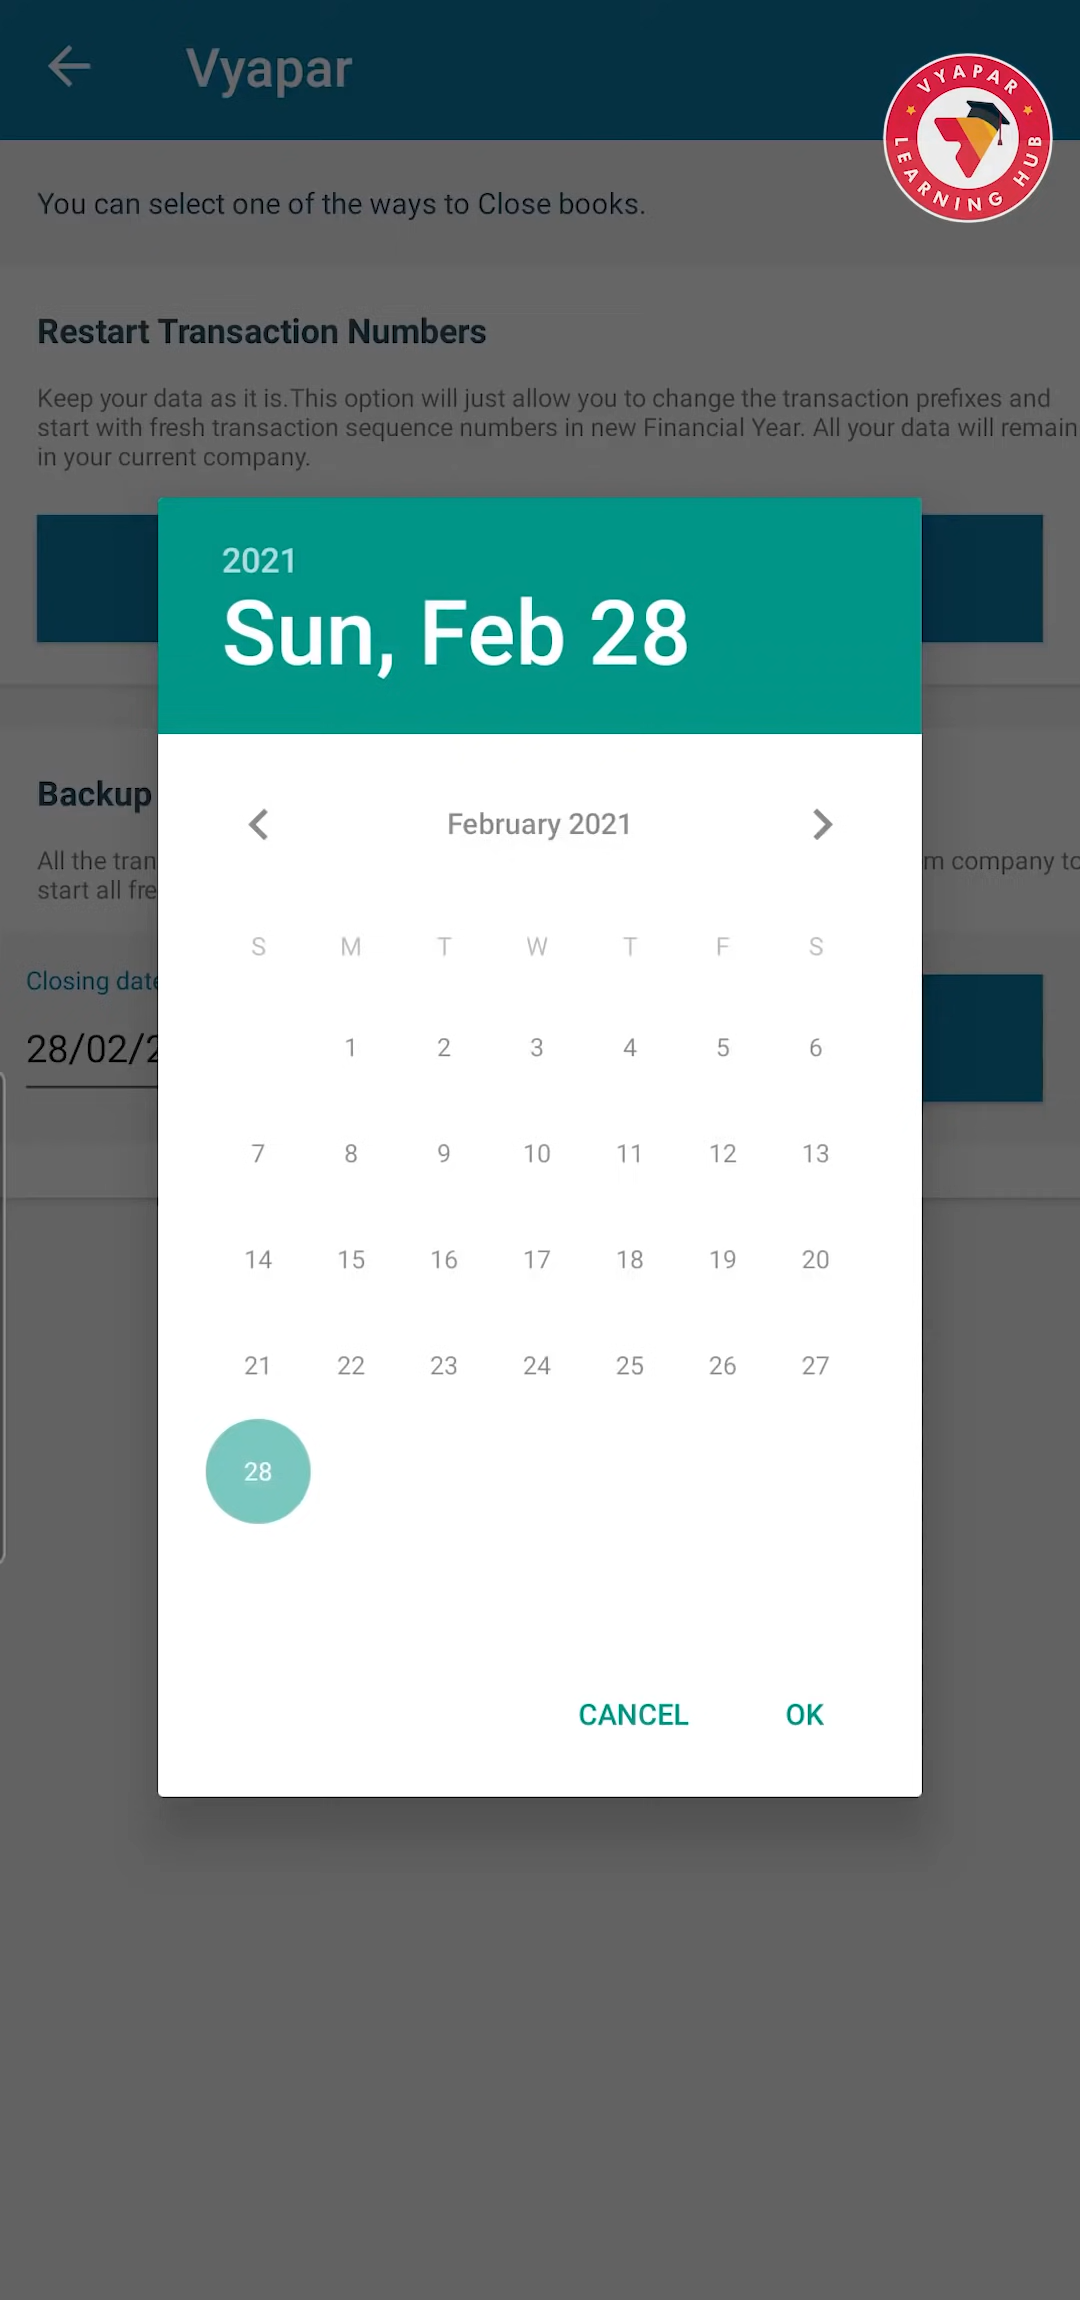 Vyapar
VYAPAR
LEARNING HUB
You can select one of the ways to Close books.
Restart Transaction Numbers
Keep your data as it is.This option will just allow you to change the transaction prefixes and
start with fresh transaction sequence numbers in new Financial Year. All your data will remain
in your current company.
2021
Sun, Feb 28
Backup
February 2021
All the tran
m company to
start all fre
S M T W T F S
Closing date
28/02/2
1 2 3 4 5 6
7 8 9 10 11 12 13
14 15 16 17 18 19 20
21 22 23 24 25 26 27
28
CANCEL OK